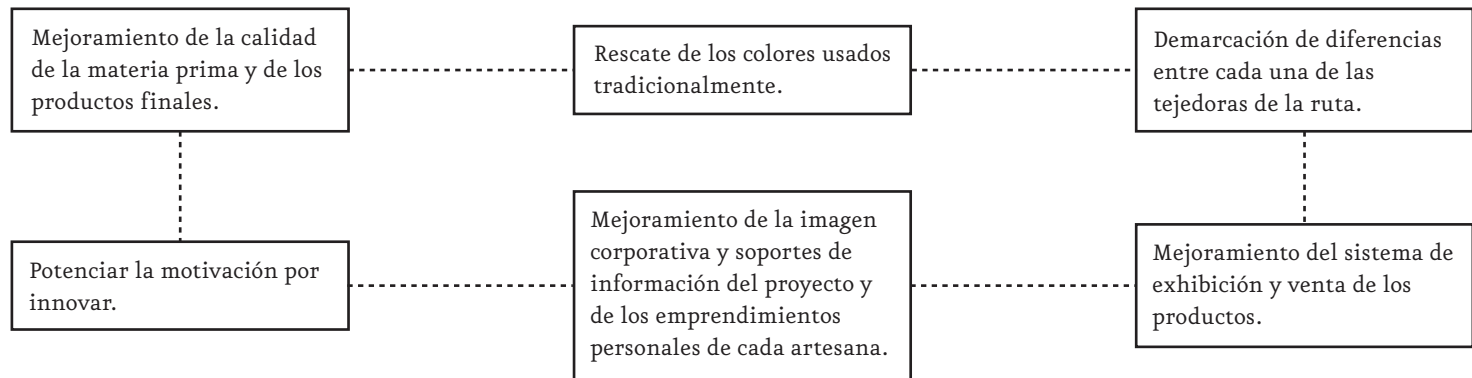 Mejoramiento de la calidad
de la materia prima y de los
productos finales.
Rescate de los colores usados
tradicionalmente.
Demarcación de diferencias
entre cada una de las
tejedoras de la ruta.
Potenciar la motivación por
innovar.
Mejoramiento de la imagen
corporativa y soportes de
información del proyecto y
de los emprendimientos
personales de cada artesana.
Mejoramiento del sistema de
exhibición y venta de los
productos.